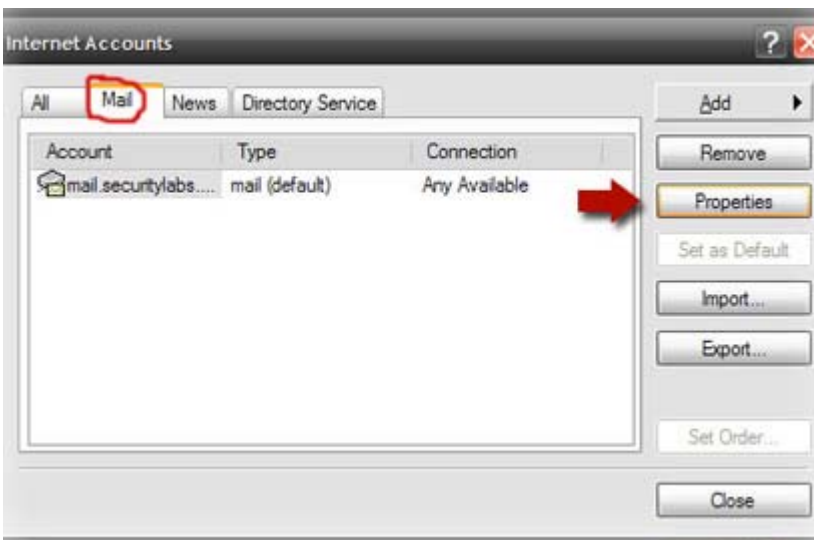 Internet Accounts ?
All Mail News Directory Service
Add
Account Type Connection
Remove
mail.securitylabs.... mail (default) Any Available
Properties
Set as Default
Import...
Export...
Set Order...
Close